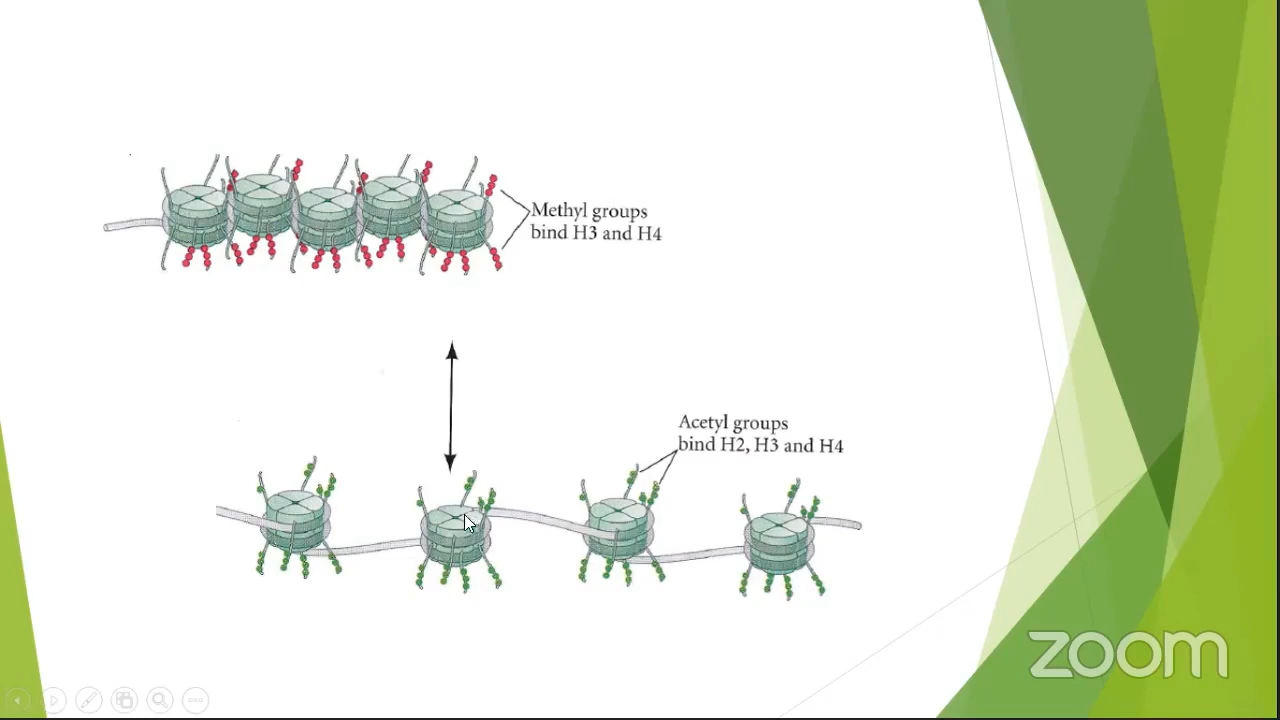 Methyl groups
bind H3 and H4
Acetyl groups
bind H2, H3 and H4
zoom